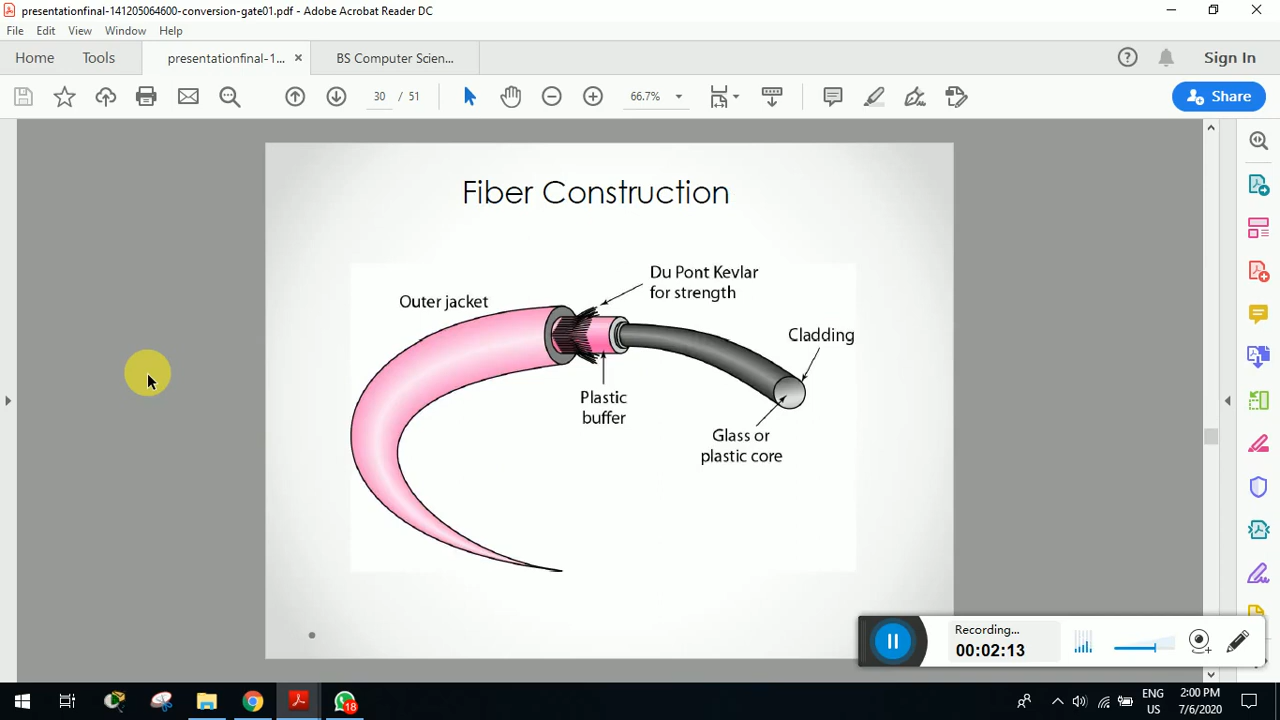 presentationfinal-141205064600-conversion-gate01.pdf - Adobe Acrobat Reader DC
File Edit View Window Help
Home Tools presentationfinal-1... × BS Computer Scien... Sign In
30 / 51 66.7% Share
Fiber Construction
Du Pont Kevlar
for strength
Outer jacket
Cladding
Plastic
buffer
Glass or
plastic core
Recording...
00:02:13
18
ENG
US
2:00 PM
7/6/2020